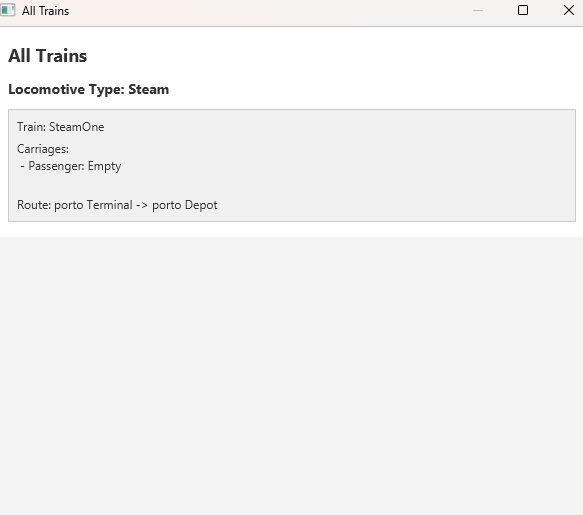 All Trains
All Trains
Locomotive Type: Steam
Train: SteamOne
Carriages:
- Passenger: Empty
Route: porto Terminal -> porto Depot